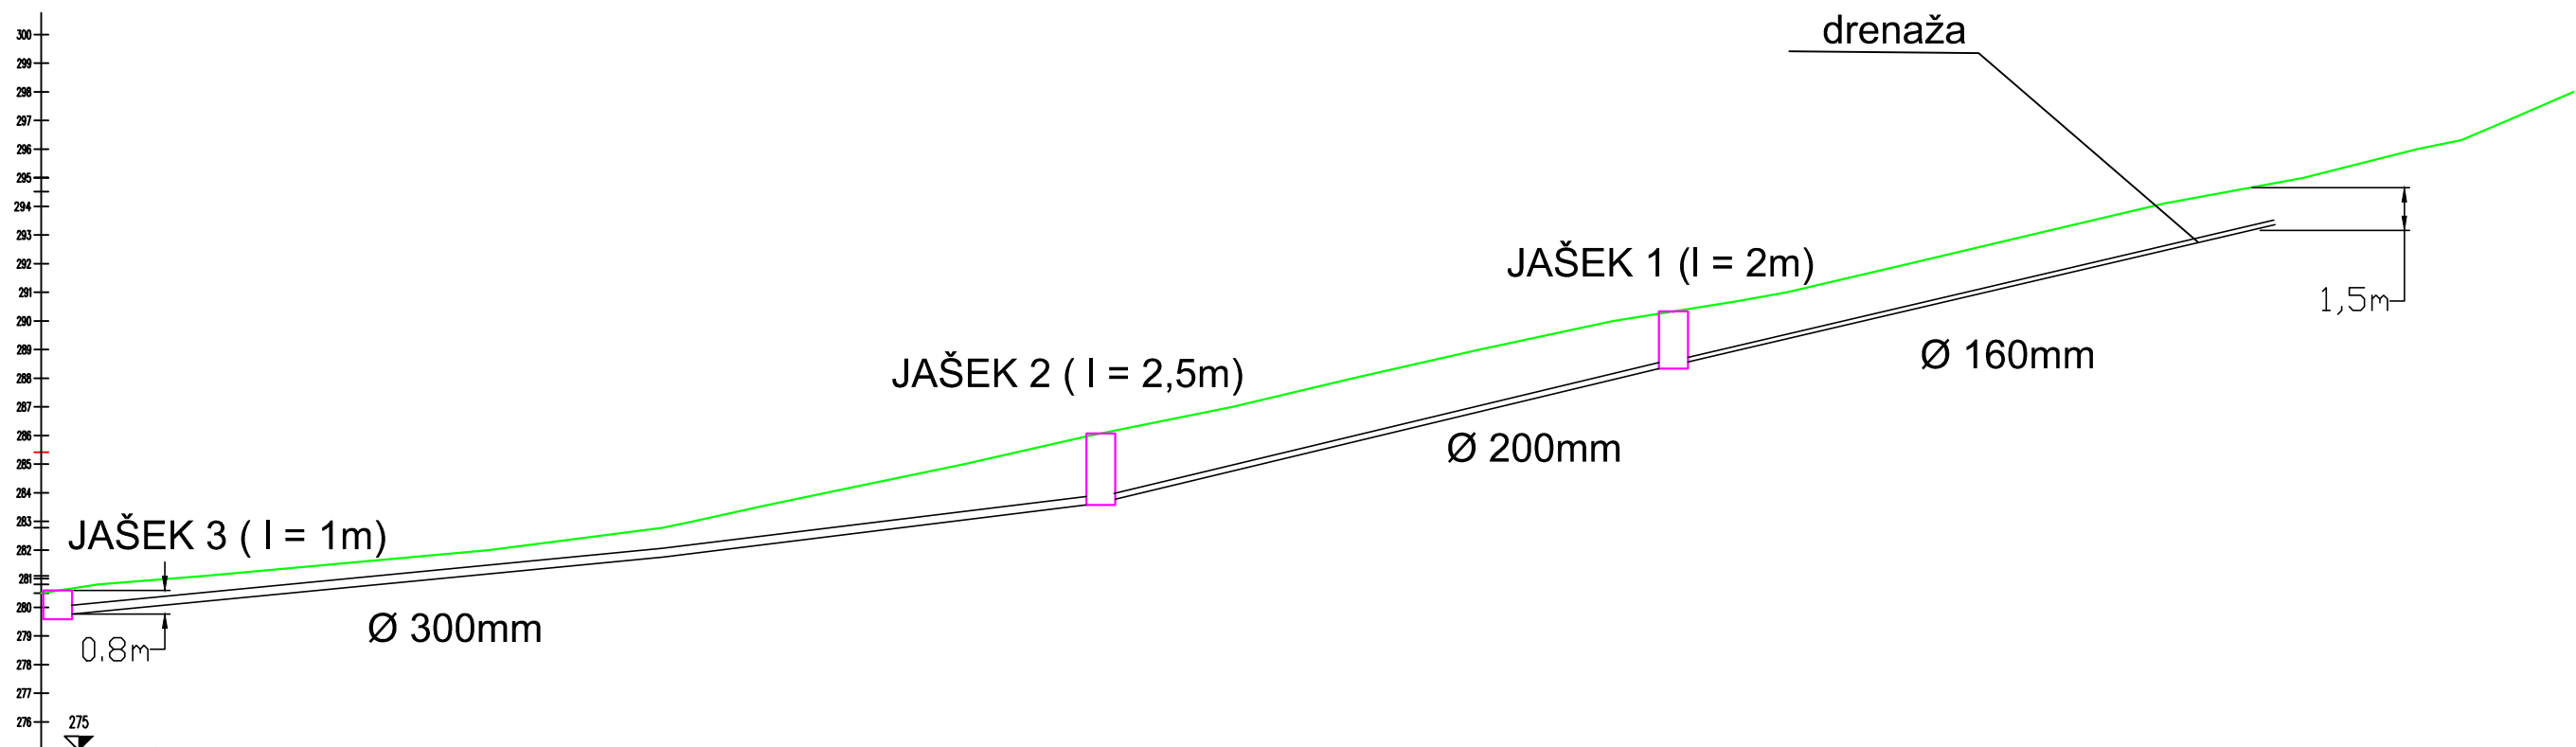 drenaža
300
299
298
297
296
295
294
293
292
291
290
289
288
287
286
285
284
283
282
281
280
279
278
277
276
275
JAŠEK 1 (l = 2m)
1,5m
Ø 160mm
JAŠEK 2 ( l = 2,5m)
Ø 200mm
JAŠEK 3 ( l = 1m)
Ø 300mm
0.8m